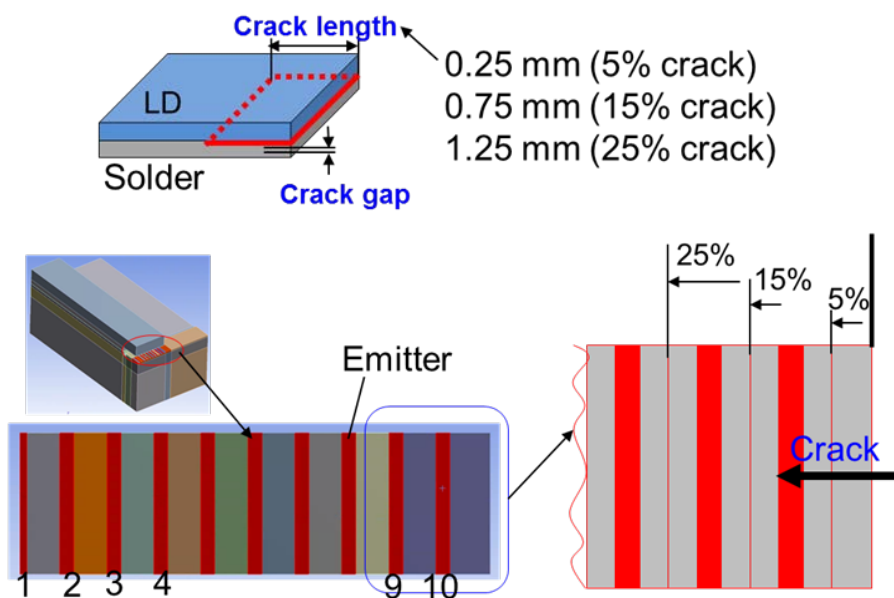 Crack length
0.25 mm (5% crack)
0.75 mm (15% crack)
1.25 mm (25% crack)
LD
Solder
Crack gap
25%
15%
5%
Emitter
Crack
1 2 3 4 9 10